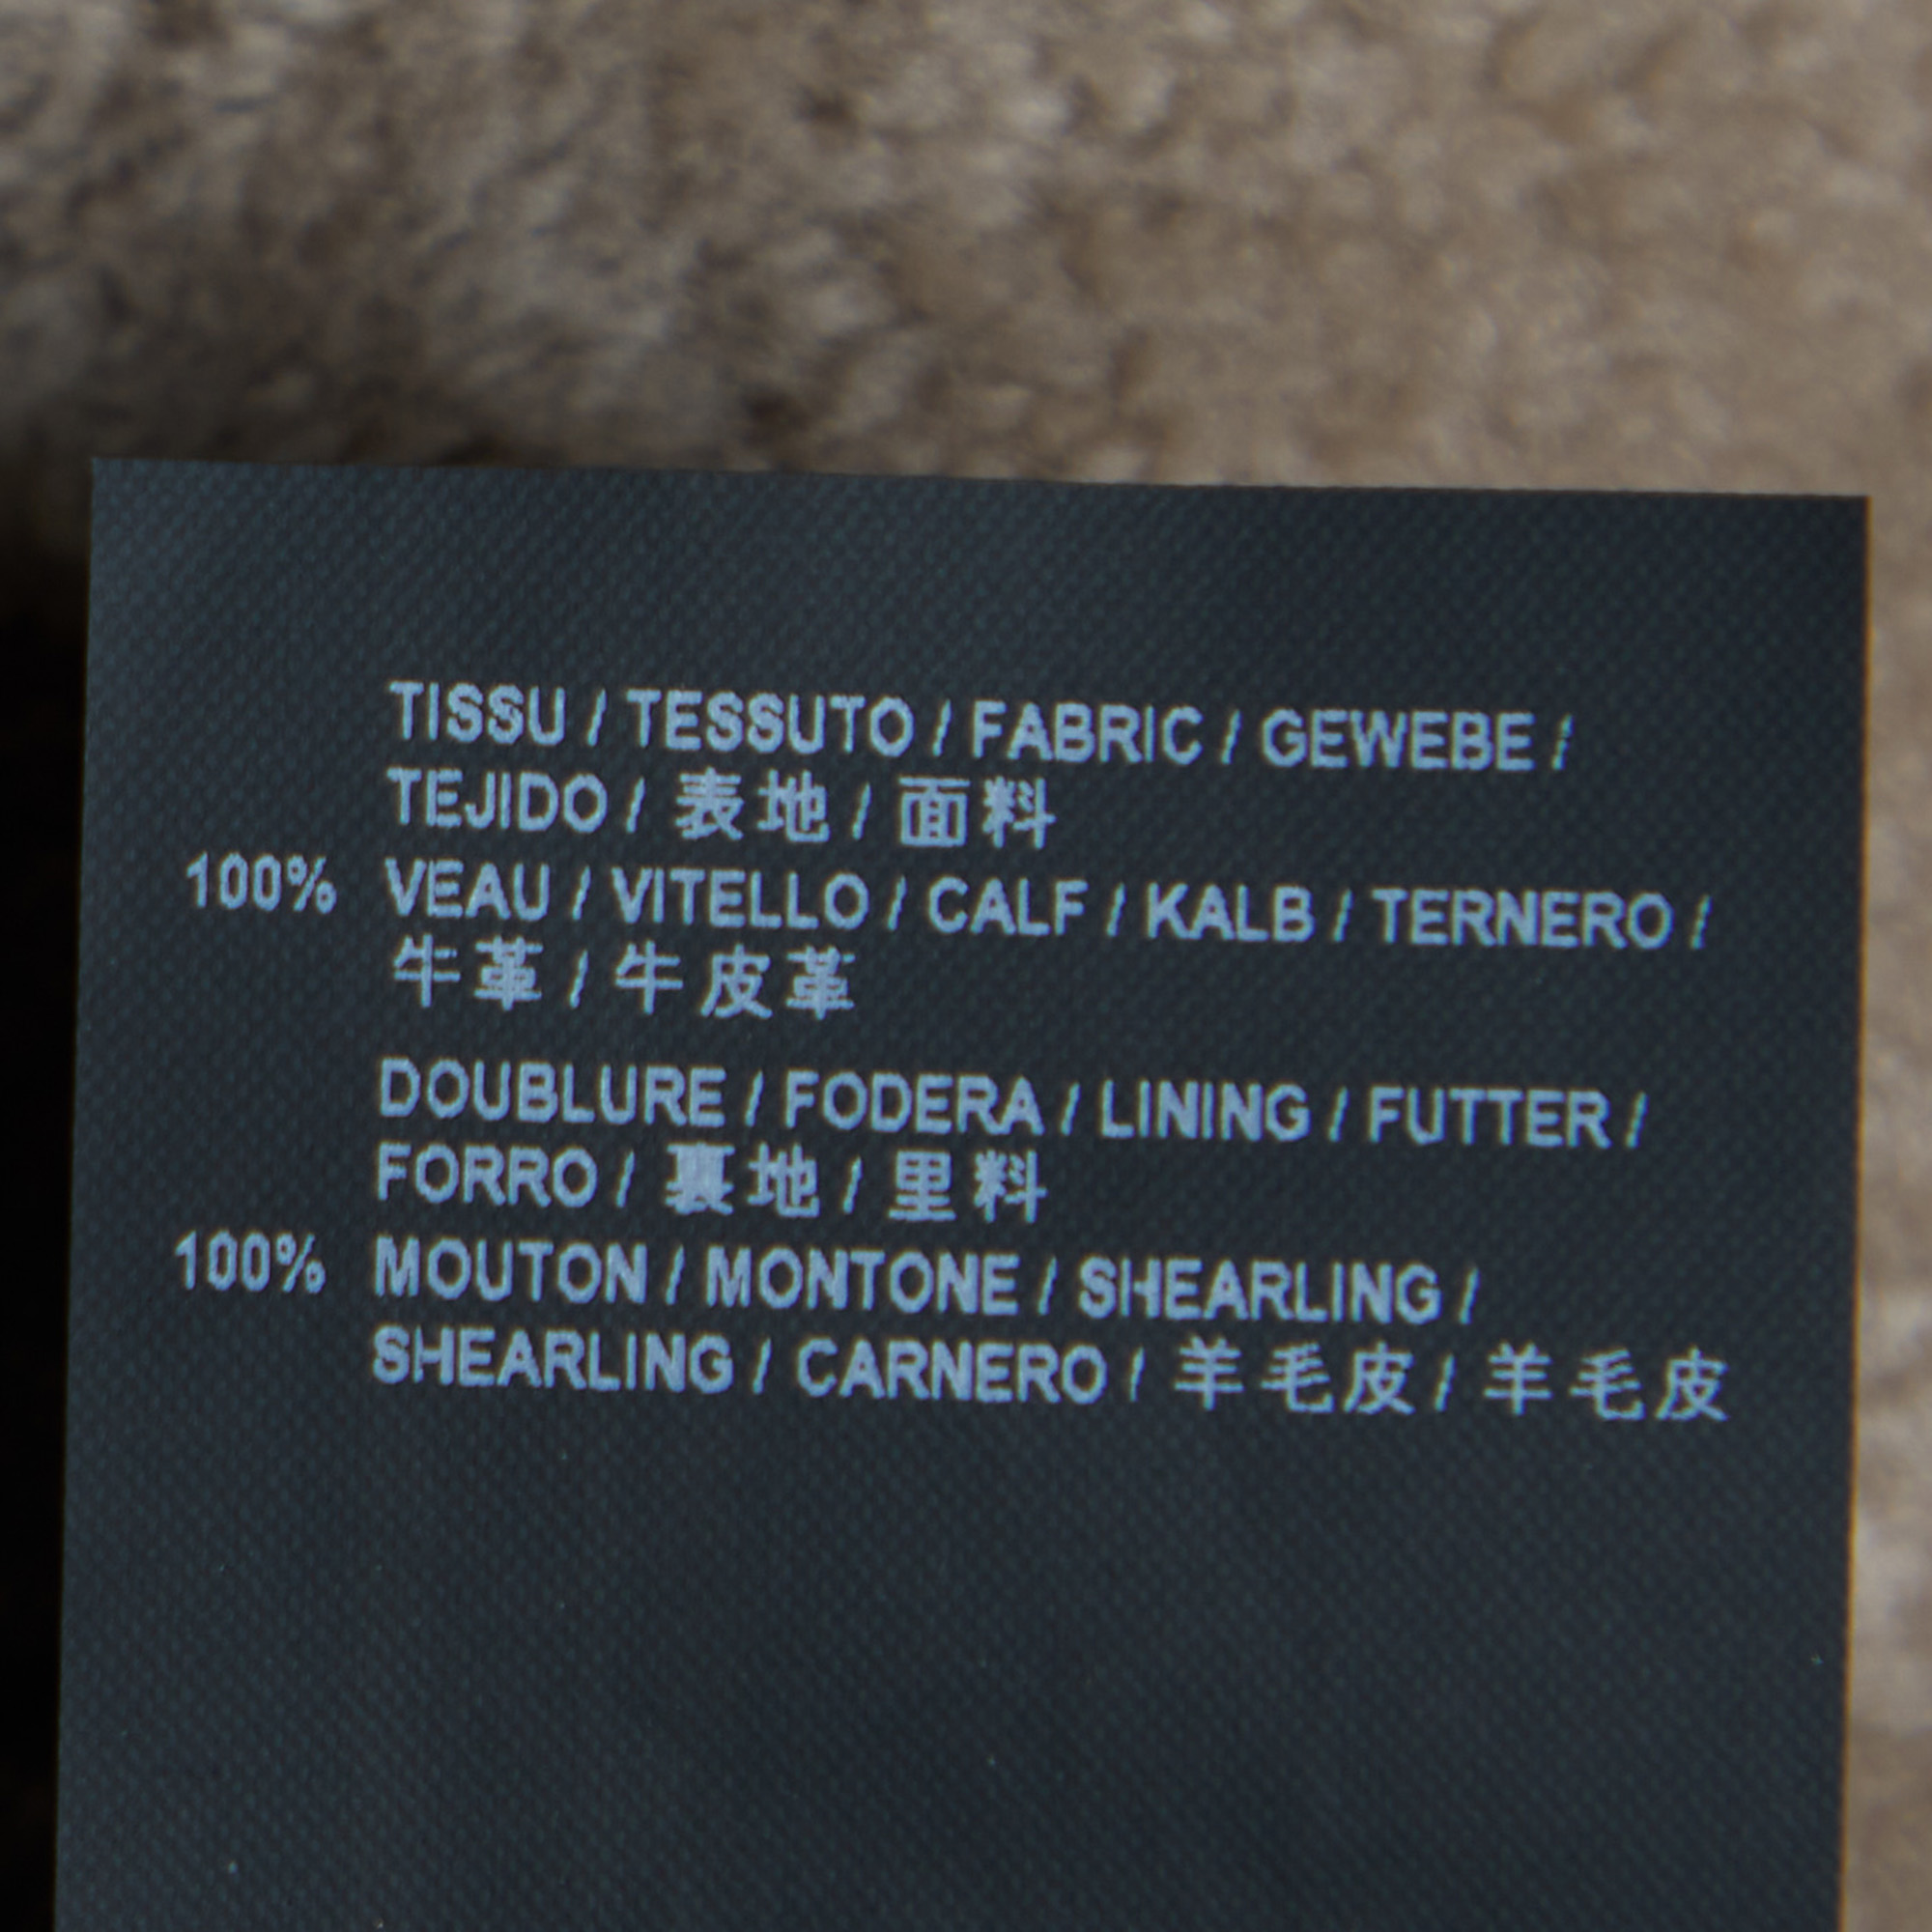 TISSU / TESSUTO / FABRIC / GEWEBE /
TEJIDO / 表地 / 面料
100% VEAU / VITELLO / CALF / KALB / TERNERO /
牛革 / 牛皮革
DOUBLURE / FODERA / LINING / FUTTER /
FORRO / 裏地 / 里料
100% MOUTON / MONTONE / SHEARLING /
SHEARLING / CARNERO / 羊毛皮 / 羊毛皮